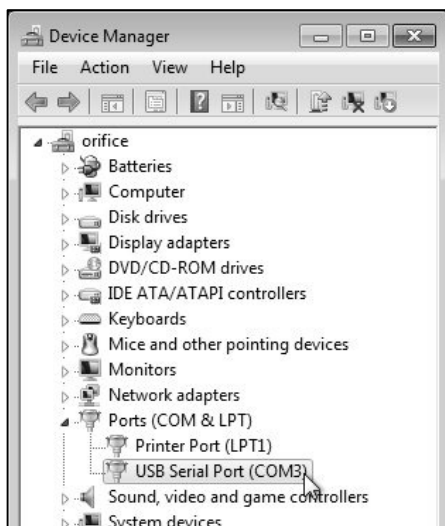 Device Manager
File Action View Help
orifice
Batteries
Computer
Disk drives
Display adapters
DVD/CD-ROM drives
IDE ATA/ATAPI controllers
Keyboards
Mice and other pointing devices
Monitors
Network adapters
Ports (COM & LPT)
Printer Port (LPT1)
USB Serial Port (COM3)
Sound, video and game controllers
System devices